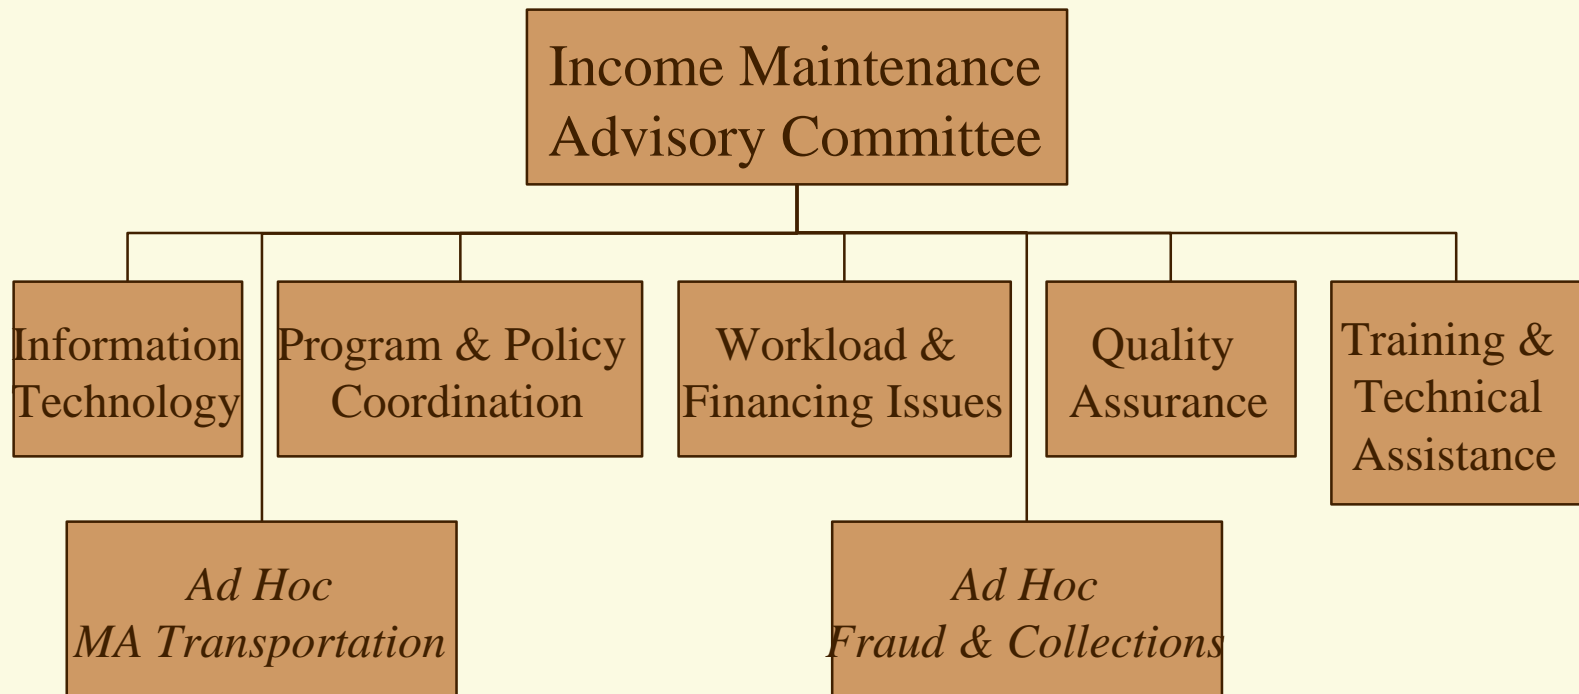 Income Maintenance
Advisory Committee
Information
Technology
Program & Policy
Coordination
Workload &
Financing Issues
Quality
Assurance
Training &
Technical
Assistance
Ad Hoc
MA Transportation
Ad Hoc
Fraud & Collections